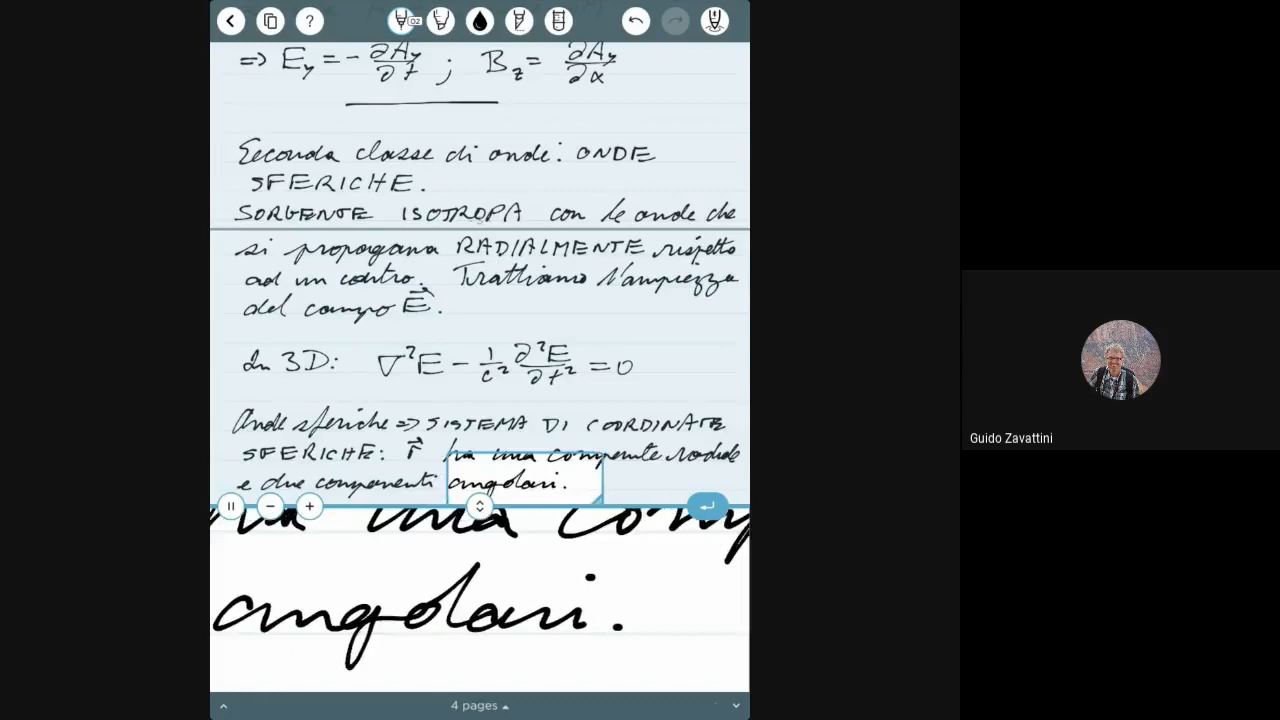 ?
02
=> E_y = - ∂A_y/∂t ; B_z = ∂A_y/∂x
Seconda classe di onde: ONDE
SFERICHE.
SORGENTE ISOTROPA con le onde che
si propagano RADIALMENTE rispetto
ad un centro. Trattiamo l'ampiezza
del campo E⃗.
In 3D: ∇²E - 1/c² ∂²E/∂t² = 0
Onde sferiche => SISTEMA DI COORDINATE
SFERICHE: r⃗ ha una componente radiale
e due componenti angolari.
ha una comp
angolari.
4 pages
Guido Zavattini